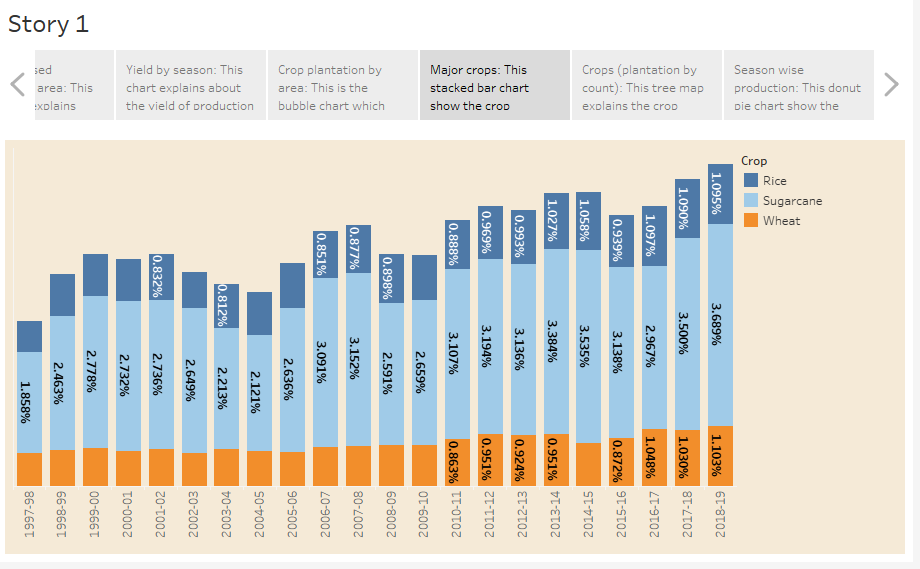 Story 1
sed
area: This
explains
Yield by season: This
chart explains about
the yield of production
Crop plantation by
area: This is the
bubble chart which
Major crops: This
stacked bar chart
show the crop
Crops (plantation by
count): This tree map
explains the crop
Season wise
production: This donut
pie chart show the
Crop
Rice
Sugarcane
Wheat
1.858%
2.463%
2.778%
2.732%
0.832%
2.736%
2.649%
0.812%
2.213%
2.121%
2.636%
0.851%
3.091%
0.877%
3.152%
0.898%
2.591%
2.659%
0.888%
3.107%
0.863%
0.969%
3.194%
0.951%
0.993%
3.136%
0.924%
1.027%
3.384%
0.951%
1.058%
3.535%
0.939%
3.138%
0.872%
1.097%
2.967%
1.048%
1.090%
3.500%
1.030%
1.095%
3.689%
1.103%
1997-98
1998-99
1999-00
2000-01
2001-02
2002-03
2003-04
2004-05
2005-06
2006-07
2007-08
2008-09
2009-10
2010-11
2011-12
2012-13
2013-14
2014-15
2015-16
2016-17
2017-18
2018-19